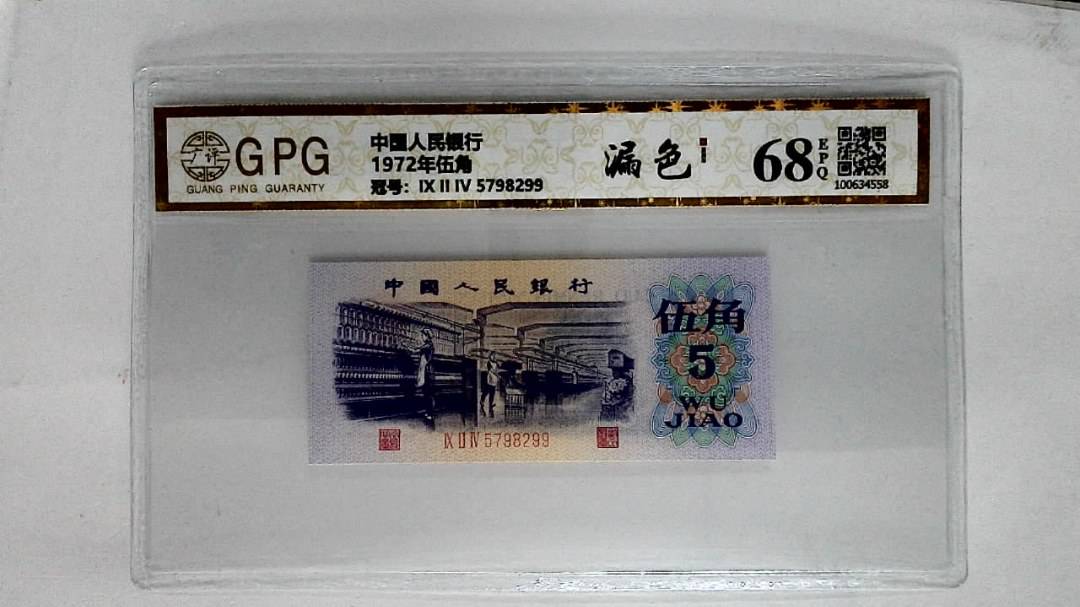 GPG
GUANG PING GUARANTY
中國人民銀行
1972年伍角
冠号: IX II IV 5798299
漏色
68
EPQ
100634558
中國人民銀行
伍角
5
WU
JIAO
IX II IV 5798299